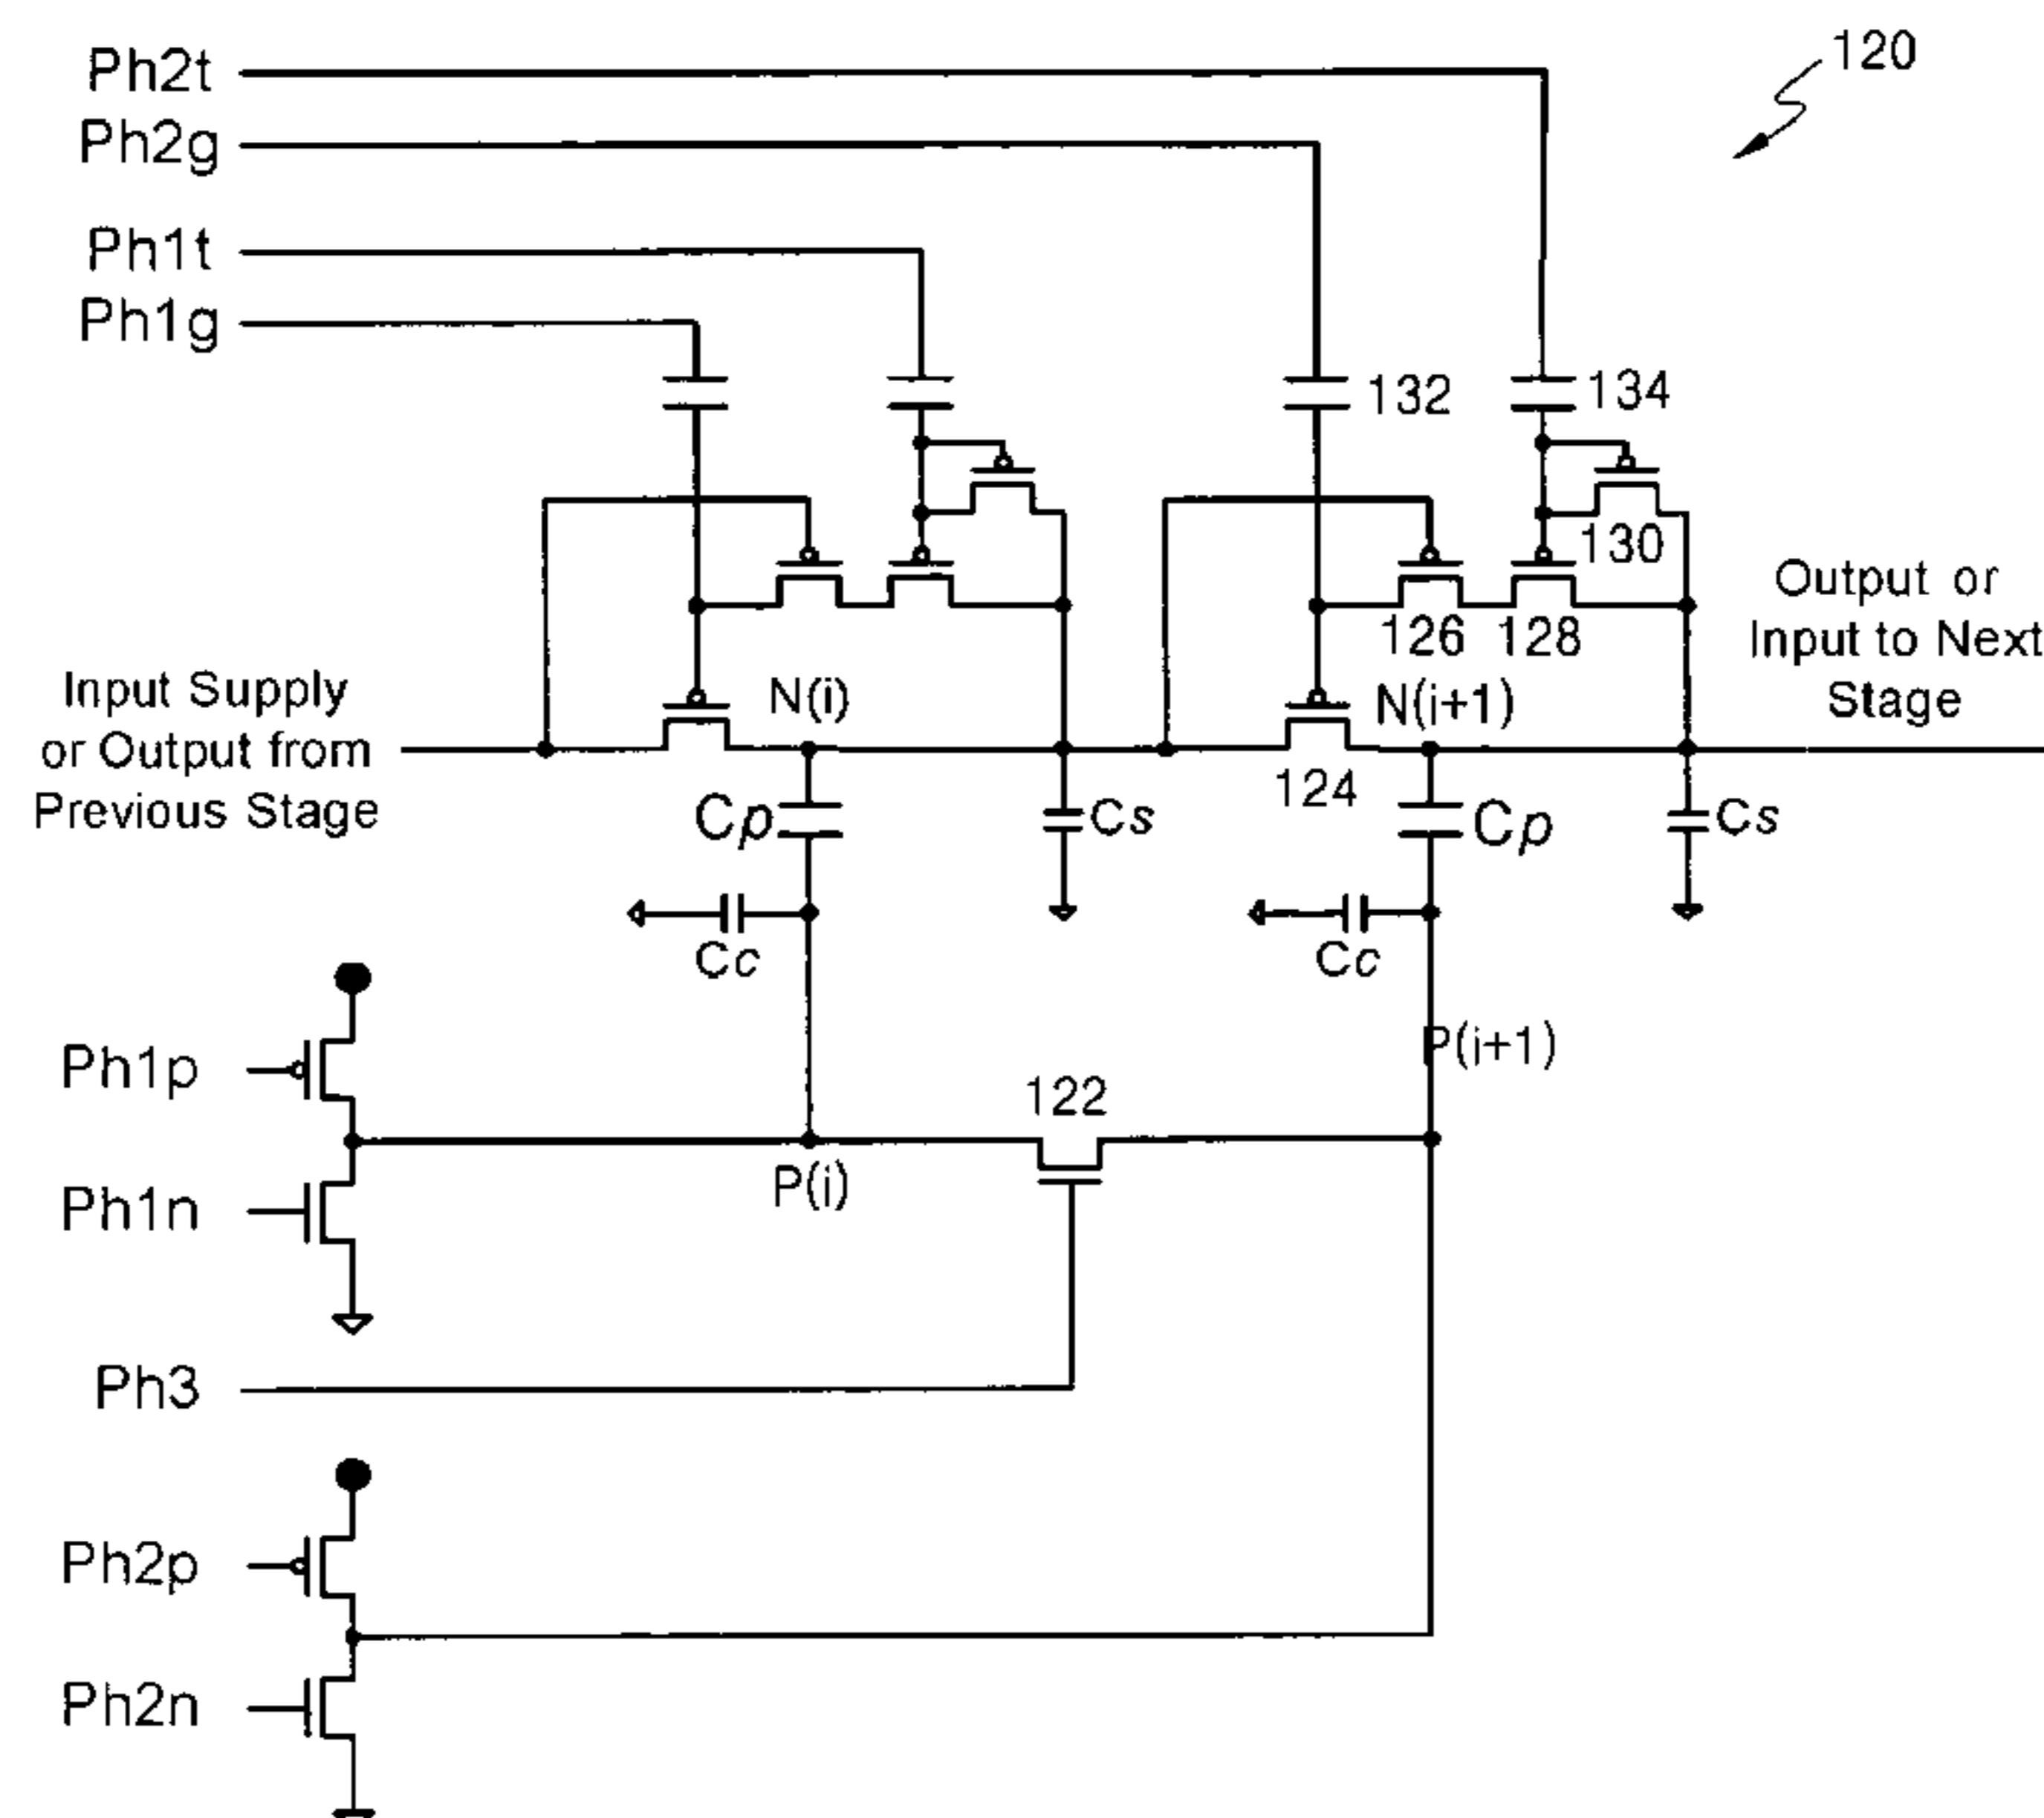 Ph2t
120
Ph2g
Ph1t
Ph1g
132
134
130
126
128
Output or
Input to Next
Stage
Input Supply
or Output from
Previous Stage
N(i)
N(i+1)
124
Cp
Cs
Cp
Cs
Cc
Cc
Ph1p
P(i+1)
122
Ph1n
P(i)
Ph3
Ph2p
Ph2n